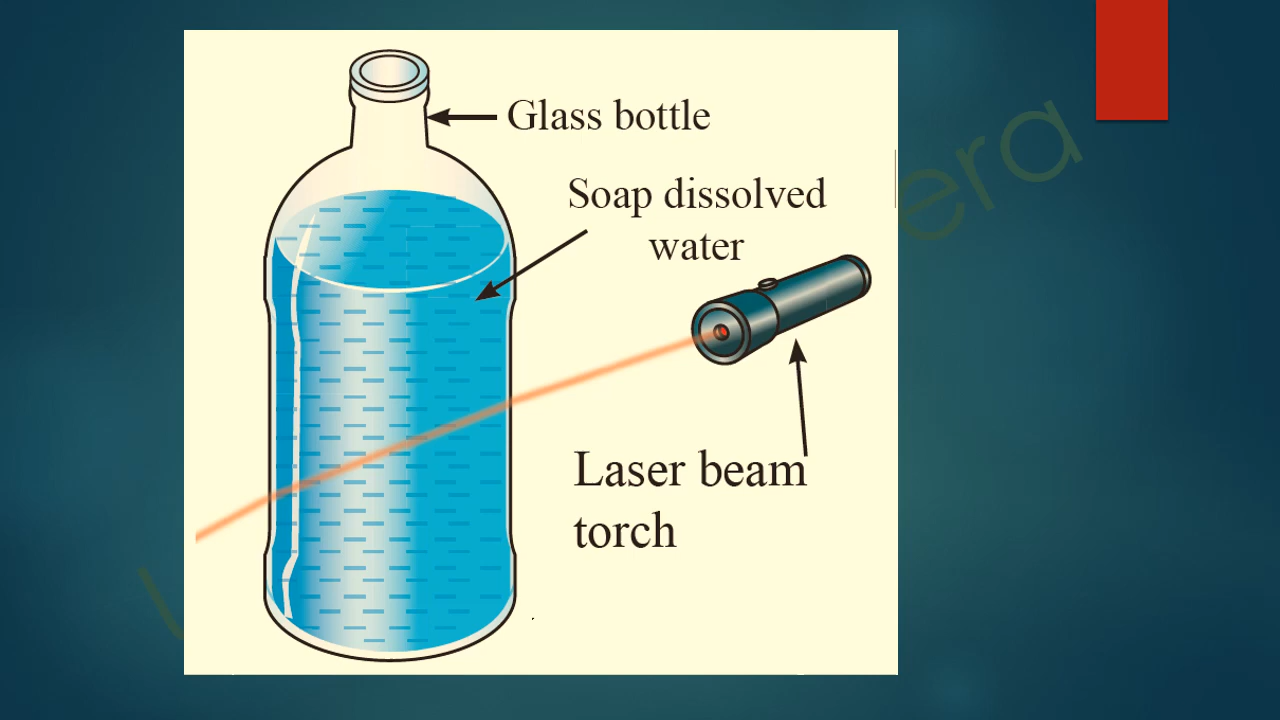 Glass bottle
Soap dissolved
water
Laser beam
torch